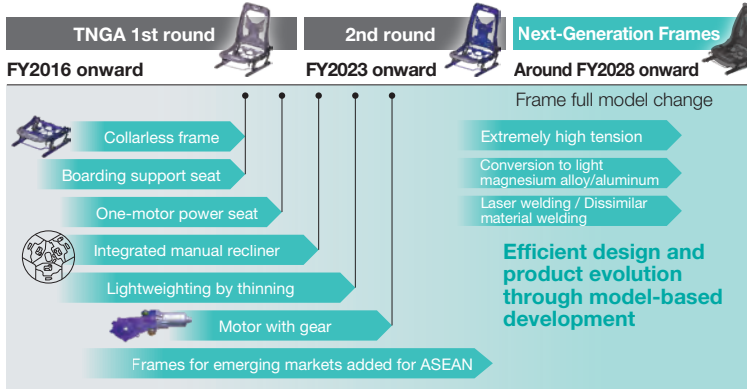 TNGA 1st round
2nd round
Next-Generation Frames
FY2016 onward
FY2023 onward
Around FY2028 onward
Frame full model change
Collarless frame
Boarding support seat
One-motor power seat
Integrated manual recliner
Lightweighting by thinning
Motor with gear
Frames for emerging markets added for ASEAN
Extremely high tension
Conversion to light
magnesium alloy/aluminum
Laser welding / Dissimilar
material welding
Efficient design and
product evolution
through model-based
development